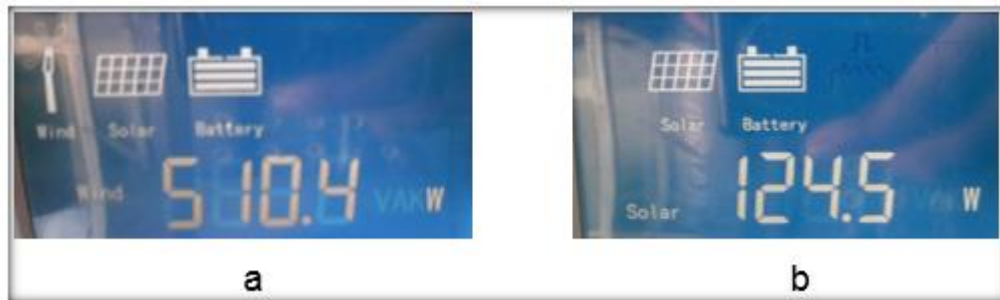 Wind Solar Battery
Wind 510.4 VAKW
a
Solar Battery
Solar 124.5 W
b